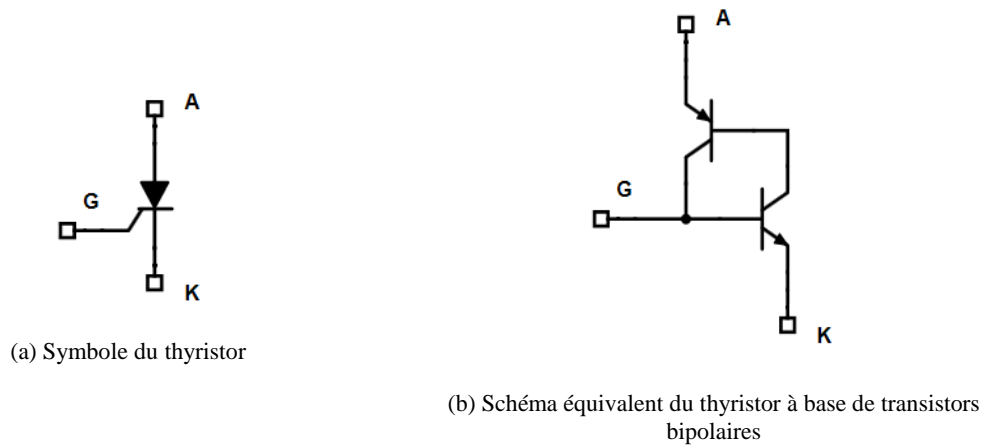 A
G
K
(a) Symbole du thyristor
A
G
K
(b) Schéma équivalent du thyristor à base de transistors
bipolaires